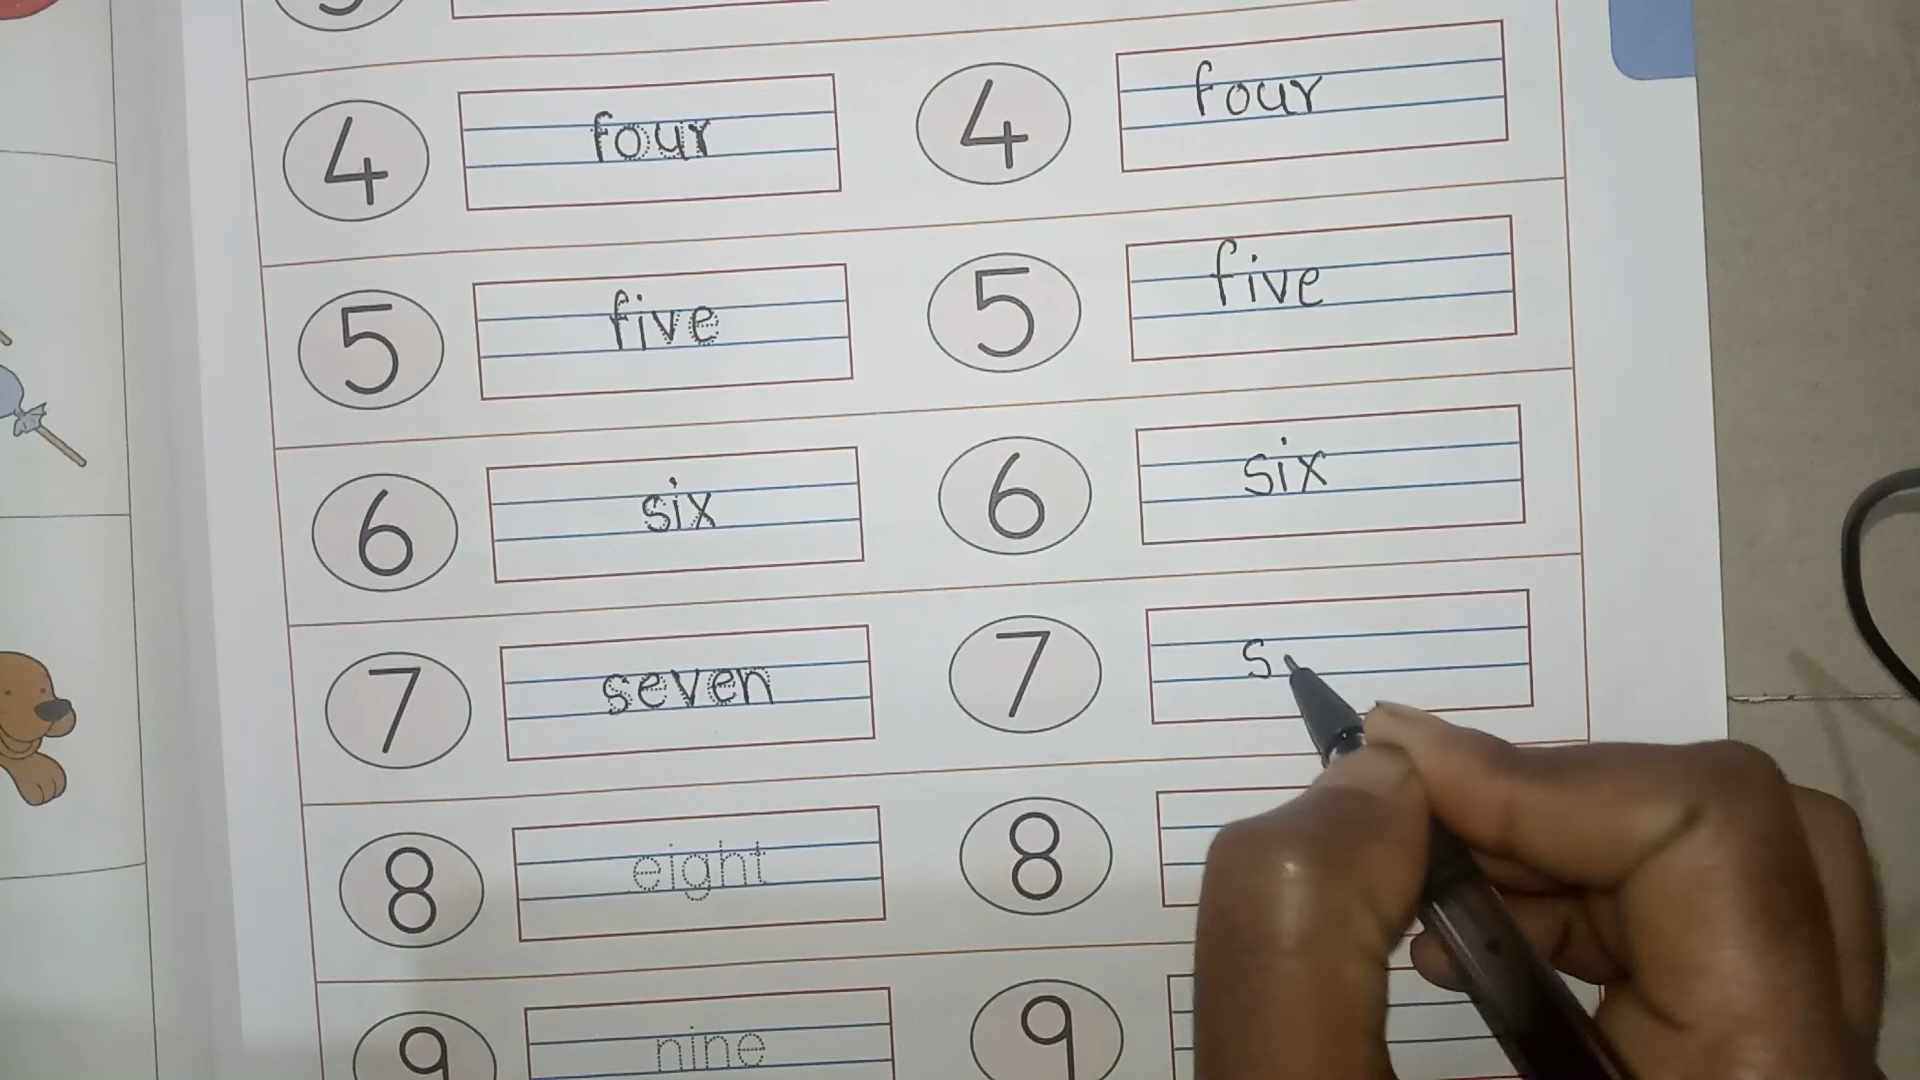 4 four 4 four
5 five 5 five
6 six 6 six
7 seven 7 s
8 eight 8
9 nine 9